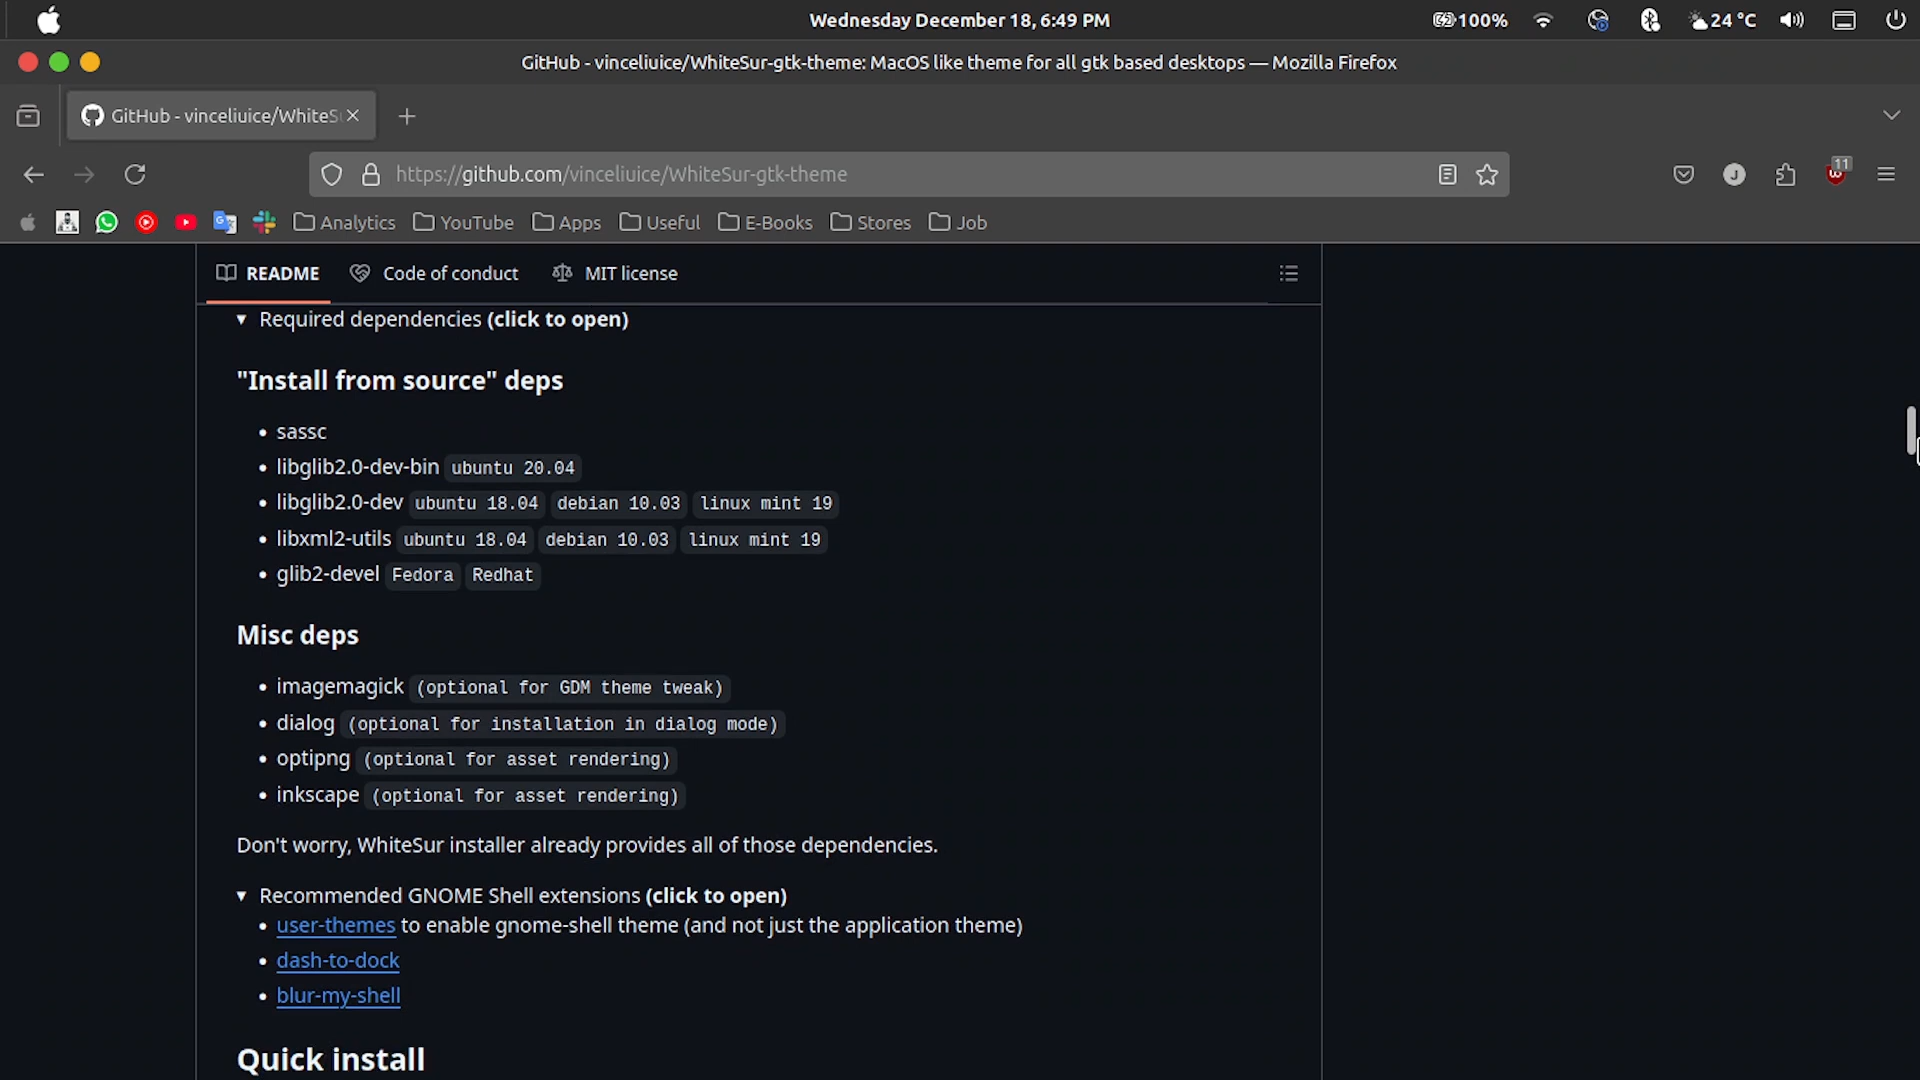 Wednesday December 18, 6:49 PM
100%
24 °C
GitHub - vinceliuice/WhiteSur-gtk-theme: MacOS like theme for all gtk based desktops — Mozilla Firefox
GitHub - vinceliuice/WhiteS
https://github.com/vinceliuice/WhiteSur-gtk-theme
J
11
Analytics
YouTube
Apps
Useful
E-Books
Stores
Job
README
Code of conduct
MIT license
Required dependencies (click to open)
"Install from source" deps
sassc
libglib2.0-dev-bin ubuntu 20.04
libglib2.0-dev ubuntu 18.04 debian 10.03 linux mint 19
libxml2-utils ubuntu 18.04 debian 10.03 linux mint 19
glib2-devel Fedora Redhat
Misc deps
imagemagick (optional for GDM theme tweak)
dialog (optional for installation in dialog mode)
optipng (optional for asset rendering)
inkscape (optional for asset rendering)
Don't worry, WhiteSur installer already provides all of those dependencies.
Recommended GNOME Shell extensions (click to open)
user-themes to enable gnome-shell theme (and not just the application theme)
dash-to-dock
blur-my-shell
Quick install